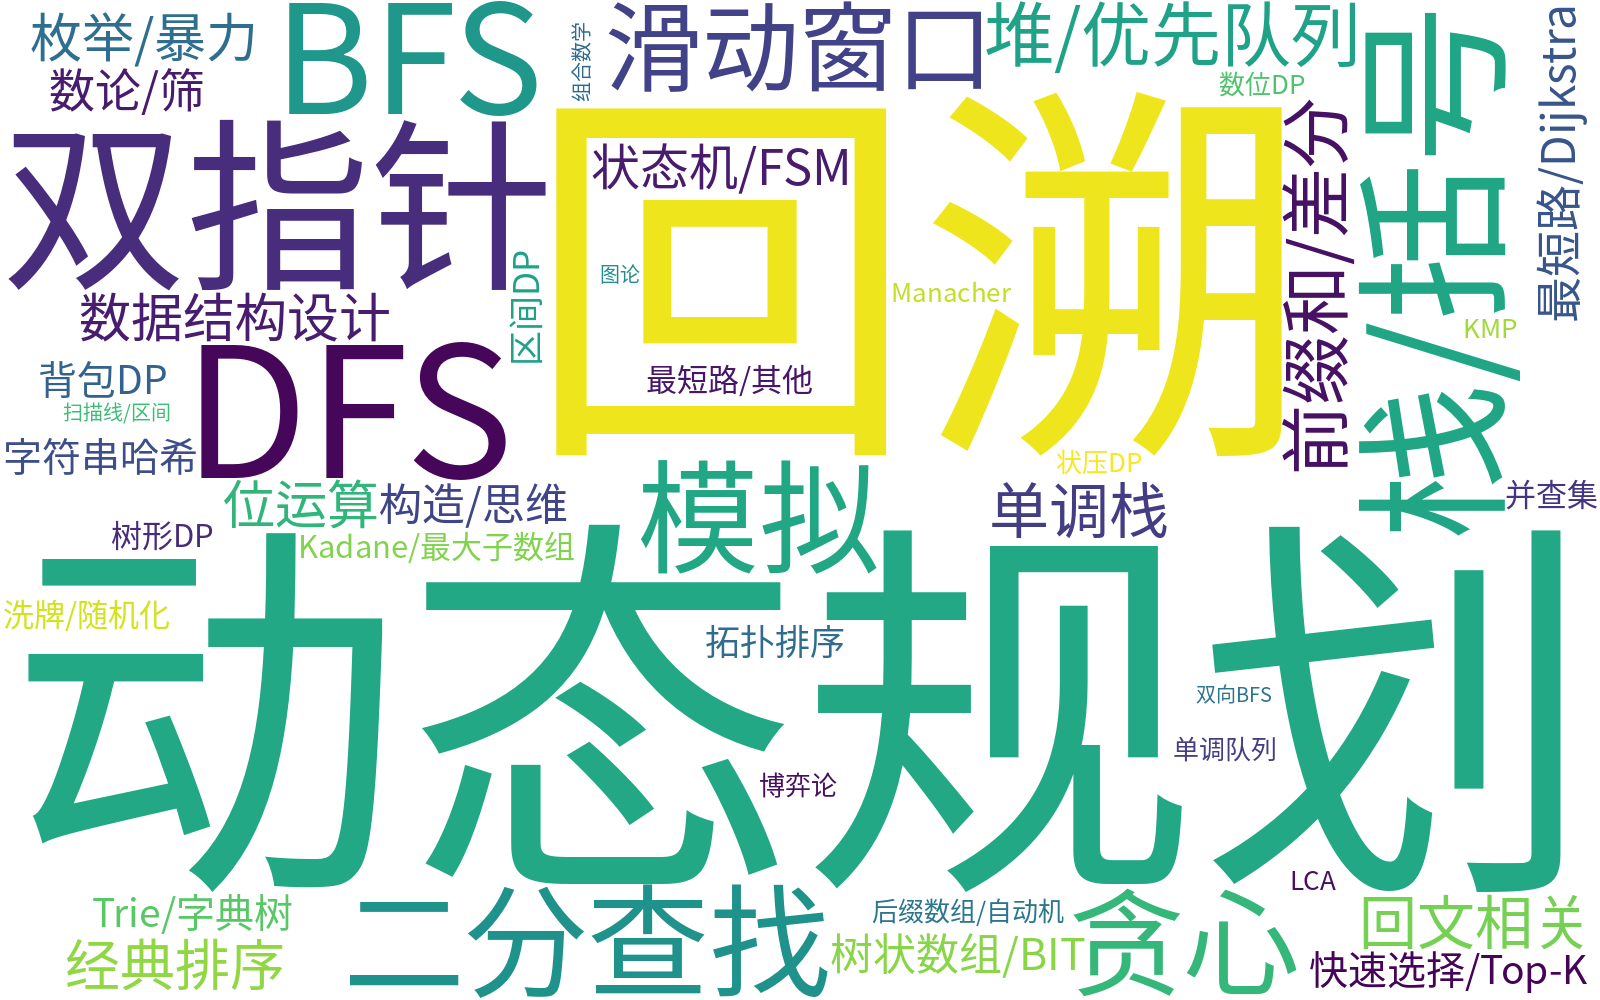 枚举/暴力
BFS
组合数学
滑动窗口
堆/优先队列
数位DP
栈/括号
最短路/Dijkstra
数论/筛
双指针
回溯
状态机/FSM
前缀和/差分
区间DP
图论
Manacher
KMP
数据结构设计
DFS
背包DP
扫描线/区间
最短路/其他
字符串哈希
状压DP
位运算
构造/思维
模拟
单调栈
并查集
树形DP
Kadane/最大子数组
动态规划
洗牌/随机化
拓扑排序
双向BFS
单调队列
博弈论
LCA
Trie/字典树
二分查找
后缀数组/自动机
贪心
回文相关
经典排序
树状数组/BIT
快速选择/Top-K